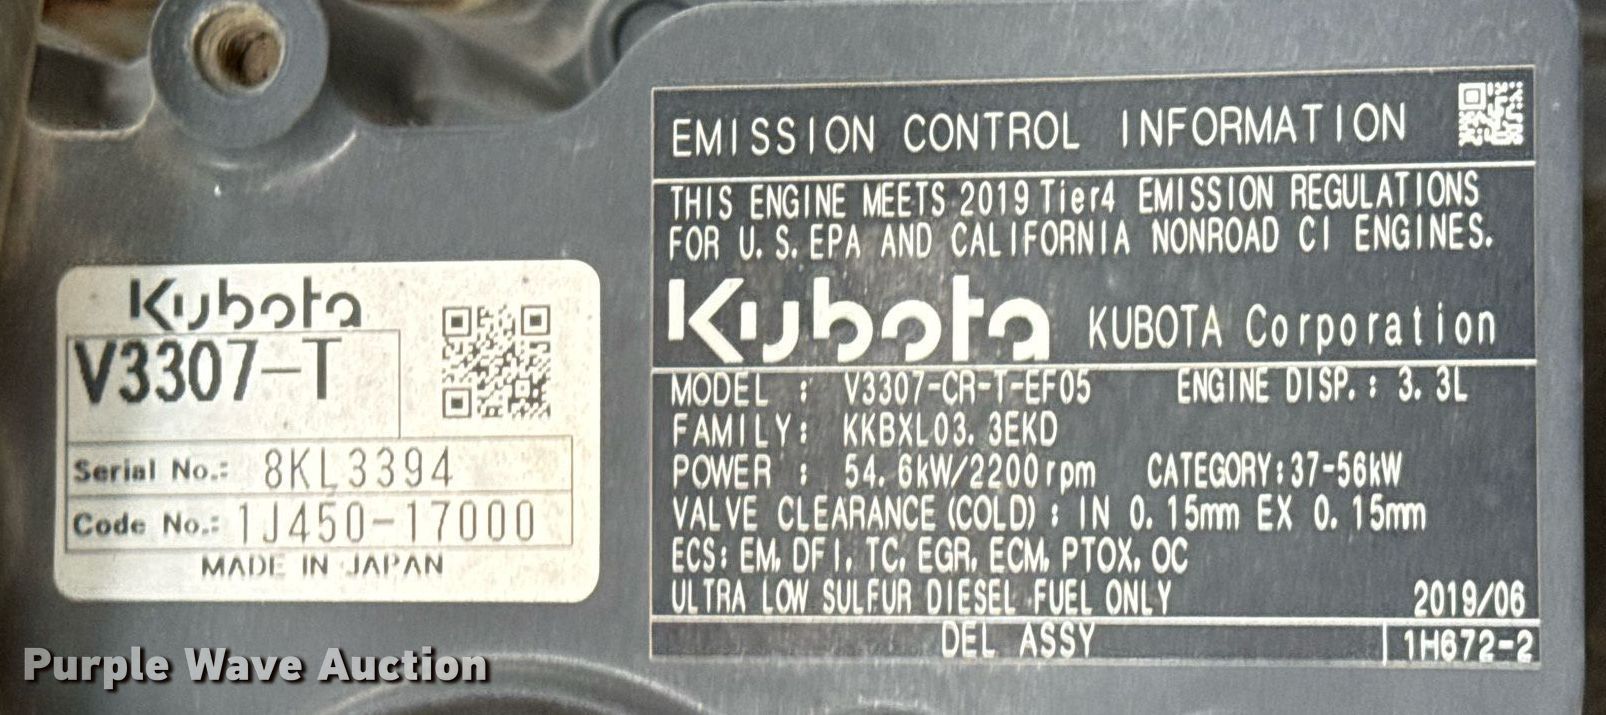 Kubota
V3307-T
Serial No.: 8KL3394
Code No.: 1J450-17000
MADE IN JAPAN
EMISSION CONTROL INFORMATION
THIS ENGINE MEETS 2019 Tier4 EMISSION REGULATIONS
FOR U.S.EPA AND CALIFORNIA NONROAD CI ENGINES.
Kubota KUBOTA Corporation
MODEL : V3307-CR-T-EF05 ENGINE DISP.: 3.3L
FAMILY: KKBXL03.3EKD
POWER : 54.6kW/2200rpm CATEGORY:37-56kW
VALVE CLEARANCE(COLD): IN 0.15mm EX 0.15mm
ECS: EM, DFI, TC, EGR, ECM, PTOX, OC
ULTRA LOW SULFUR DIESEL FUEL ONLY 2019/06
DEL ASSY 1H672-2
Purple Wave Auction